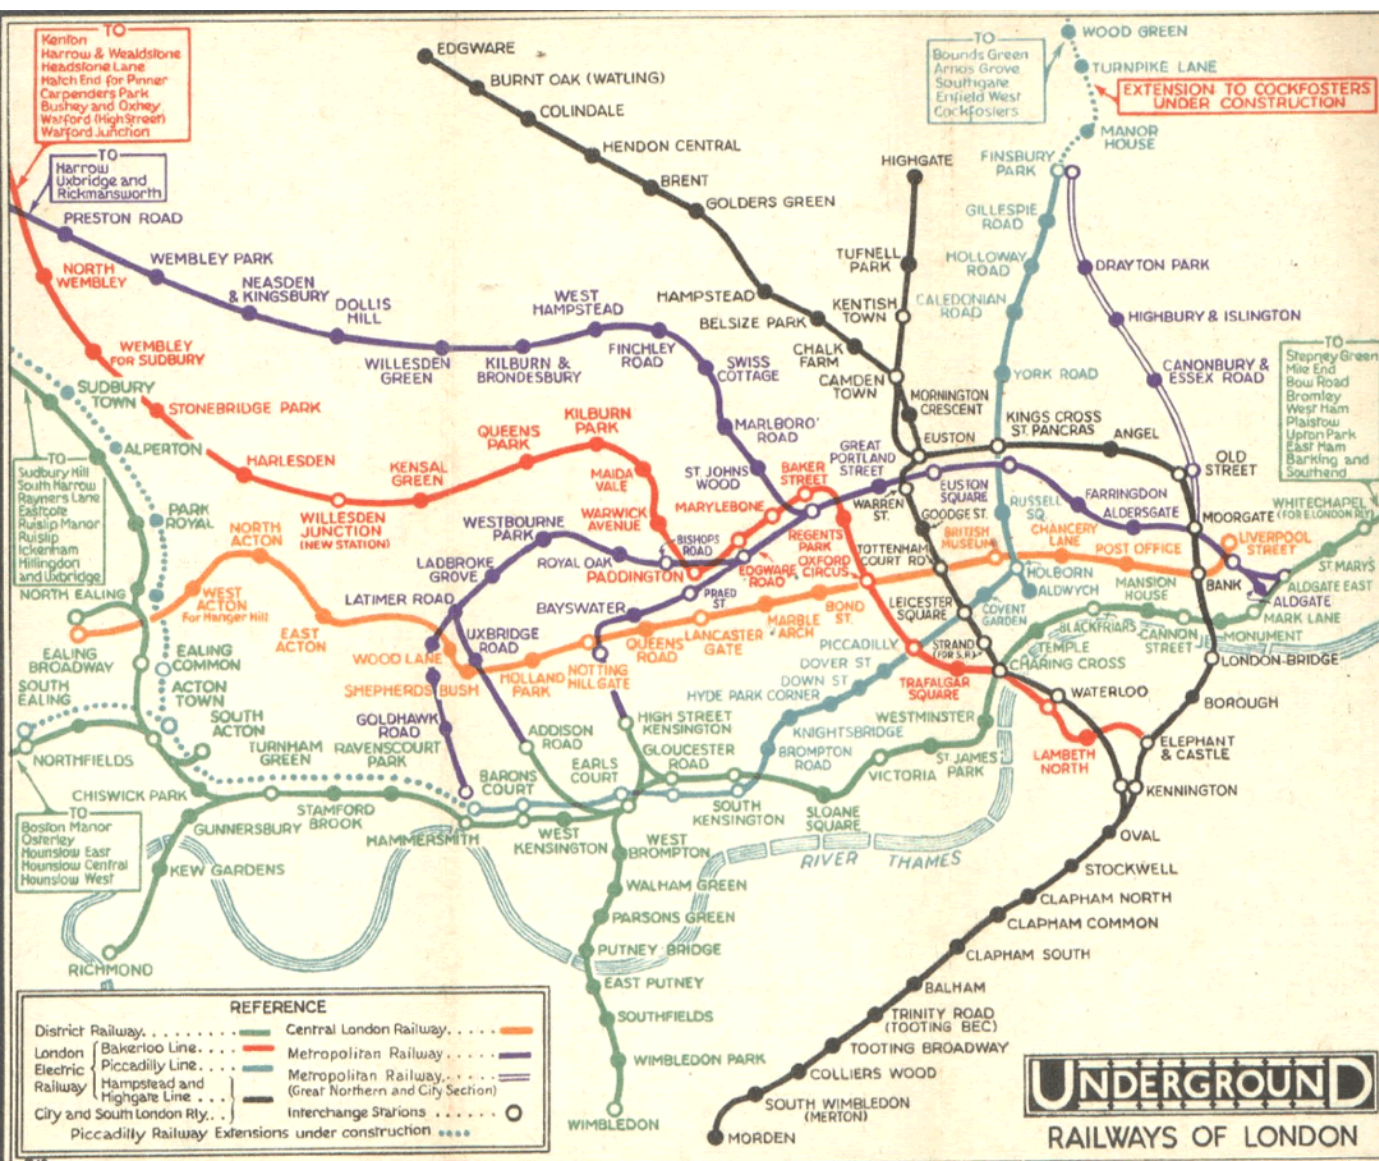 TO
Kenton
Harrow & Wealdstone
Headstone Lane
Hatch End for Pinner
Carpenders Park
Bushey and Oxhey
Watford (High Street)
Watford Junction
TO
Harrow
Uxbridge and
Rickmansworth
PRESTON ROAD
NORTH
WEMBLEY
WEMBLEY PARK
NEASDEN
& KINGSBURY
DOLLIS
HILL
WILLESDEN
GREEN
KILBURN &
BRONDESBURY
WEST
HAMPSTEAD
FINCHLEY
ROAD
SWISS
COTTAGE
MARLBORO'
ROAD
ST. JOHNS
WOOD
EDGWARE
BURNT OAK (WATLING)
COLINDALE
HENDON CENTRAL
BRENT
GOLDERS GREEN
HAMPSTEAD
BELSIZE PARK
CHALK
FARM
CAMDEN
TOWN
HIGHGATE
TUFNELL
PARK
KENTISH
TOWN
MORNINGTON
CRESCENT
EUSTON
TO
Bounds Green
Arnos Grove
Southgate
Enfield West
Cockfosters
WOOD GREEN
TURNPIKE LANE
EXTENSION TO COCKFOSTERS
UNDER CONSTRUCTION
MANOR
HOUSE
FINSBURY
PARK
GILLESPIE
ROAD
HOLLOWAY
ROAD
CALEDONIAN
ROAD
YORK ROAD
KINGS CROSS
ST. PANCRAS
ANGEL
DRAYTON PARK
HIGHBURY & ISLINGTON
CANONBURY &
ESSEX ROAD
OLD
STREET
TO
Stepney Green
Mile End
Bow Road
Bromley
West Ham
Plaistow
Upton Park
East Ham
Barking and
Southend
WHITECHAPEL
(FOR E LONDON RLY)
ST MARYS
WEMBLEY
FOR SUDBURY
STONEBRIDGE PARK
HARLESDEN
WILLESDEN
JUNCTION
(NEW STATION)
KENSAL
GREEN
QUEENS
PARK
KILBURN
PARK
MAIDA
VALE
WARWICK
AVENUE
PADDINGTON
EDGWARE
ROAD
MARYLEBONE
BAKER
STREET
REGENTS
PARK
OXFORD
CIRCUS
SUDBURY
TOWN
ALPERTON
PARK
ROYAL
TO
Sudbury Hill
South Harrow
Rayners Lane
Eastcote
Ruislip Manor
Ruislip
Ickenham
Hillingdon
and Uxbridge
NORTH EALING
EALING
BROADWAY
SOUTH
EALING
NORTHFIELDS
EALING
COMMON
ACTON
TOWN
SOUTH
ACTON
NORTH
ACTON
WEST
ACTON
For Hanger Hill
EAST
ACTON
WOOD LANE
SHEPHERDS BUSH
HOLLAND
PARK
NOTTING
HILL GATE
QUEENS
ROAD
LANCASTER
GATE
MARBLE
ARCH
BOND
ST.
TOTTENHAM
COURT RD
BRITISH
MUSEUM
CHANCERY
LANE
POST OFFICE
BANK
LIVERPOOL
STREET
WESTBOURNE
PARK
ROYAL OAK
BISHOPS
ROAD
LADBROKE
GROVE
LATIMER ROAD
UXBRIDGE
ROAD
BAYSWATER
PRAED
ST
GOLDHAWK
ROAD
ADDISON
ROAD
GREAT
PORTLAND
STREET
EUSTON
SQUARE
FARRINGDON
ALDERSGATE
MOORGATE
ALDGATE EAST
ALDGATE
WARREN
ST.
GOODGE ST.
RUSSELL
SQ.
HOLBORN
ALDWYCH
COVENT
GARDEN
LEICESTER
SQUARE
PICCADILLY
DOVER ST
DOWN ST
HYDE PARK CORNER
KNIGHTSBRIDGE
BROMPTON
ROAD
STRAND
(FOR S.R.)
CHARING CROSS
TRAFALGAR
SQUARE
WATERLOO
LAMBETH
NORTH
ELEPHANT
& CASTLE
KENNINGTON
MANSION
HOUSE
BLACKFRIARS
TEMPLE
CANNON
STREET
MONUMENT
MARK LANE
LONDON BRIDGE
BOROUGH
WESTMINSTER
ST JAMES'
PARK
VICTORIA
SLOANE
SQUARE
SOUTH
KENSINGTON
GLOUCESTER
ROAD
HIGH STREET
KENSINGTON
EARLS
COURT
BARONS
COURT
WEST
KENSINGTON
HAMMERSMITH
RAVENSCOURT
PARK
STAMFORD
BROOK
TURNHAM
GREEN
CHISWICK PARK
GUNNERSBURY
KEW GARDENS
RICHMOND
TO
Boston Manor
Osterley
Hounslow East
Hounslow Central
Hounslow West
WEST
BROMPTON
WALHAM GREEN
PARSONS GREEN
PUTNEY BRIDGE
EAST PUTNEY
SOUTHFIELDS
WIMBLEDON PARK
WIMBLEDON
RIVER THAMES
OVAL
STOCKWELL
CLAPHAM NORTH
CLAPHAM COMMON
CLAPHAM SOUTH
BALHAM
TRINITY ROAD
(TOOTING BEC)
TOOTING BROADWAY
COLLIERS WOOD
SOUTH WIMBLEDON
(MERTON)
MORDEN
REFERENCE
District Railway
London Electric Railway
Bakerloo Line
Piccadilly Line
Hampstead and
Highgate Line
City and South London Rly.
Central London Railway
Metropolitan Railway
Metropolitan Railway
(Great Northern and City Section)
Interchange Stations
Piccadilly Railway Extensions under construction
UNDERGROUND
RAILWAYS OF LONDON